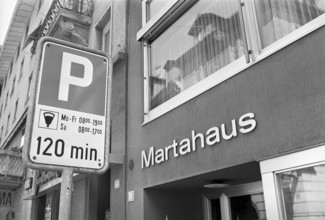 P
Mo-Fr 08⁰⁰-19⁰⁰
Sa 08⁰⁰-17⁰⁰
120 min.
Martahaus